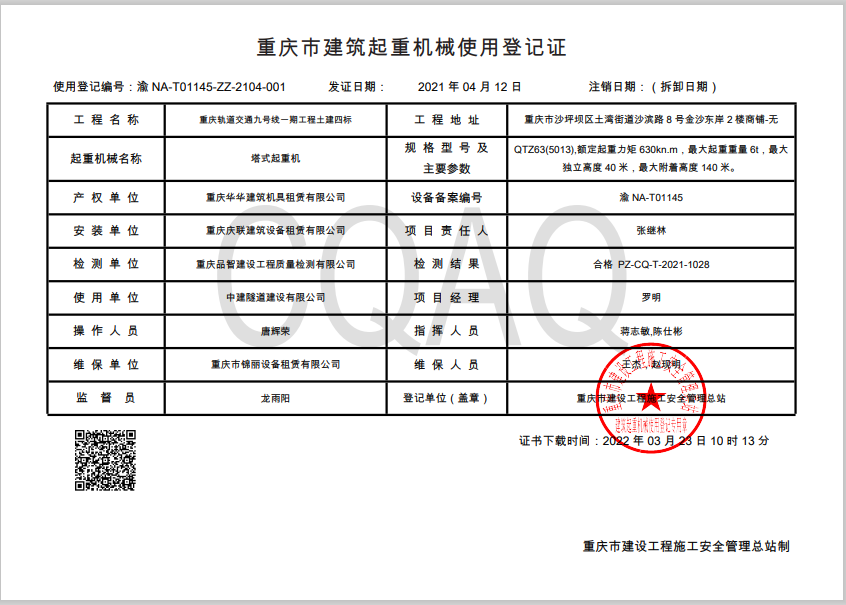 重庆市建筑起重机械使用登记证
使用登记编号：渝 NA-T01145-ZZ-2104-001 发证日期： 2021 年 04 月 12 日 注销日期：（ 拆卸日期 ）
工 程 名 称 重庆轨道交通九号线一期工程土建四标 工 程 地 址 重庆市沙坪坝区土湾街道沙滨路 8 号金沙东岸 2 楼商铺-无
起重机械名称 塔式起重机 规 格 型 号 及 主要参数 QTZ63(5013),额定起重力矩 630kn.m，最大起重重量 6t，最大
独立高度 40 米，最大附着高度 140 米。
产 权 单 位 重庆华华建筑机具租赁有限公司 设备备案编号 渝 NA-T01145
安 装 单 位 重庆庆联建筑设备租赁有限公司 项 目 责 任 人 张继林
检 测 单 位 重庆品智建设工程质量检测有限公司 检 测 结 果 合格 PZ-CQ-T-2021-1028
使 用 单 位 中建隧道建设有限公司 项 目 经 理 罗明
操 作 人 员 唐辉荣 指 挥 人 员 蒋志敏,陈仕彬
维 保 单 位 重庆市锦丽设备租赁有限公司 维 保 人 员 王杰，赵现明
监 督 员 龙雨阳 登记单位（ 盖章 ） 重庆市建设工程施工安全管理总站
CQAQ
建筑起重机械使用登记专用章
证书下载时间：2022 年 03 月 23 日 10 时 13 分
重庆市建设工程施工安全管理总站制